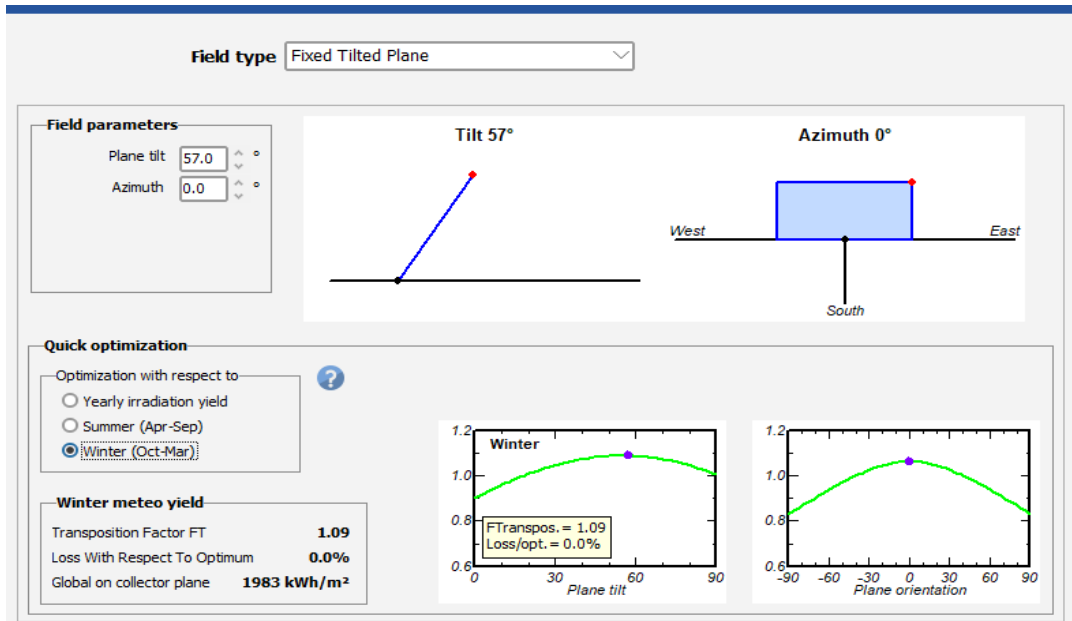 Field type Fixed Tilted Plane
Field parameters
Plane tilt 57.0 °
Azimuth 0.0 °
Tilt 57°
Azimuth 0°
West
East
South
Quick optimization
Optimization with respect to
Yearly irradiation yield
Summer (Apr-Sep)
Winter (Oct-Mar)
?
Winter meteo yield
Transposition Factor FT 1.09
Loss With Respect To Optimum 0.0%
Global on collector plane 1983 kWh/m²
1.2
Winter
1.0
0.8
FTranspos.= 1.09
Loss/opt.= 0.0%
0.6
0 30 60 90
Plane tilt
1.2
1.0
0.8
0.6
-90 -60 -30 0 30 60 90
Plane orientation